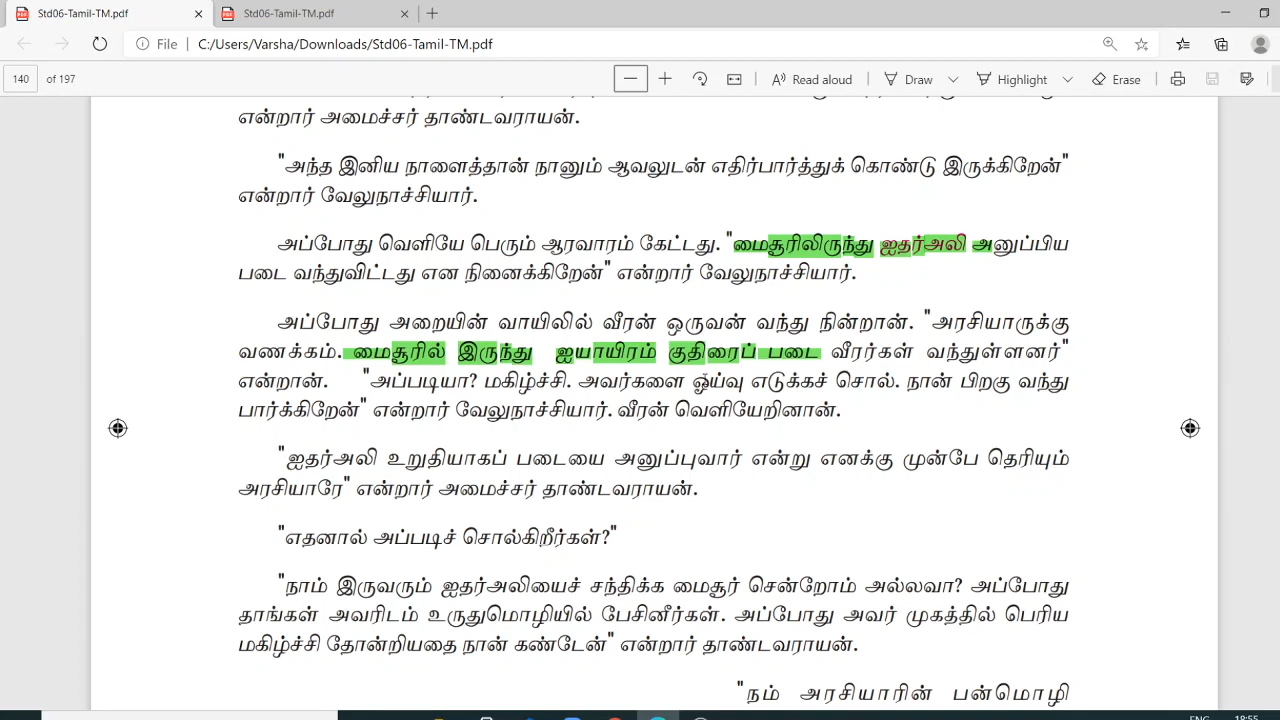 Std06-Tamil-TM.pdf
Std06-Tamil-TM.pdf
File C:/Users/Varsha/Downloads/Std06-Tamil-TM.pdf
140 of 197 Read aloud Draw Highlight Erase
என்றார் அமைச்சர் தாண்டவராயன்.
"அந்த இனிய நாளைத்தான் நானும் ஆவலுடன் எதிர்பார்த்துக் கொண்டு இருக்கிறேன்"
என்றார் வேலுநாச்சியார்.
அப்போது வெளியே பெரும் ஆரவாரம் கேட்டது. "மைசூரிலிருந்து ஐதர்அலி அனுப்பிய
படை வந்துவிட்டது என நினைக்கிறேன்" என்றார் வேலுநாச்சியார்.
அப்போது அறையின் வாயிலில் வீரன் ஒருவன் வந்து நின்றான். "அரசியாருக்கு
வணக்கம். மைசூரில் இருந்து ஐயாயிரம் குதிரைப் படை வீரர்கள் வந்துள்ளனர்"
என்றான். "அப்படியா? மகிழ்ச்சி. அவர்களை ஓய்வு எடுக்கச் சொல். நான் பிறகு வந்து
பார்க்கிறேன்" என்றார் வேலுநாச்சியார். வீரன் வெளியேறினான்.
"ஐதர்அலி உறுதியாகப் படையை அனுப்புவார் என்று எனக்கு முன்பே தெரியும்
அரசியாரே" என்றார் அமைச்சர் தாண்டவராயன்.
"எதனால் அப்படிச் சொல்கிறீர்கள்?"
"நாம் இருவரும் ஐதர்அலியைச் சந்திக்க மைசூர் சென்றோம் அல்லவா? அப்போது
தாங்கள் அவரிடம் உருதுமொழியில் பேசினீர்கள். அப்போது அவர் முகத்தில் பெரிய
மகிழ்ச்சி தோன்றியதை நான் கண்டேன்" என்றார் தாண்டவராயன்.
"நம் அரசியாரின் பன்மொழி
ENG 18:55